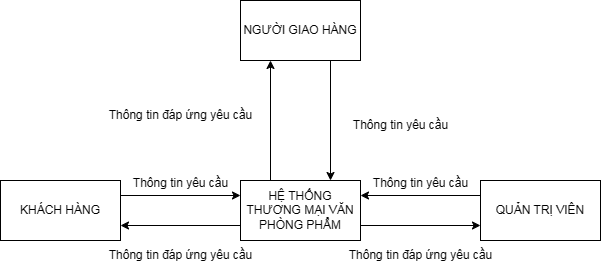 NGƯỜI GIAO HÀNG
Thông tin đáp ứng yêu cầu
Thông tin yêu cầu
Thông tin yêu cầu
Thông tin yêu cầu
KHÁCH HÀNG
HỆ THỐNG
THƯƠNG MẠI VĂN
PHÒNG PHẨM
QUẢN TRỊ VIÊN
Thông tin đáp ứng yêu cầu
Thông tin đáp ứng yêu cầu